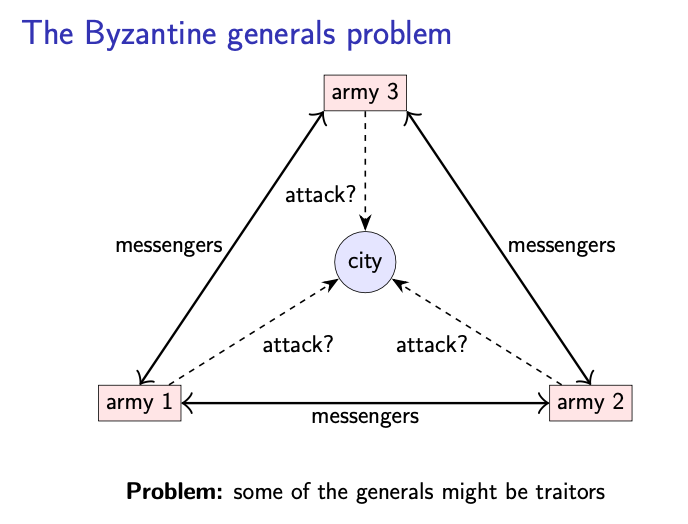 The Byzantine generals problem
army 3
attack?
messengers
messengers
city
attack?
attack?
army 1
army 2
messengers
Problem: some of the generals might be traitors